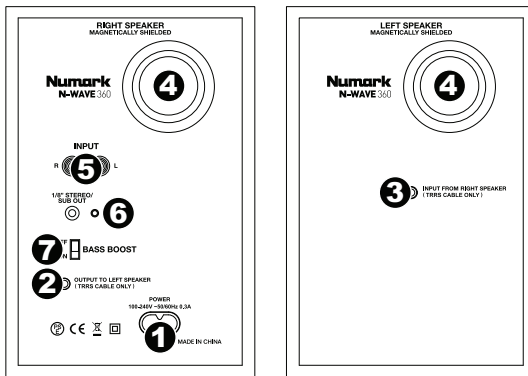 RIGHT SPEAKER
MAGNETICALLY SHIELDED
Numark
N-WAVE 360
4
INPUT
R 5 L
1/8" STEREO/
SUB OUT
6
7
BASS BOOST
2
OUTPUT TO LEFT SPEAKER
( TRRS CABLE ONLY )
POWER
100-240V ~50/60Hz 0,3A
1
MADE IN CHINA
CE
LEFT SPEAKER
MAGNETICALLY SHIELDED
Numark
N-WAVE 360
4
3
INPUT FROM RIGHT SPEAKER
( TRRS CABLE ONLY )